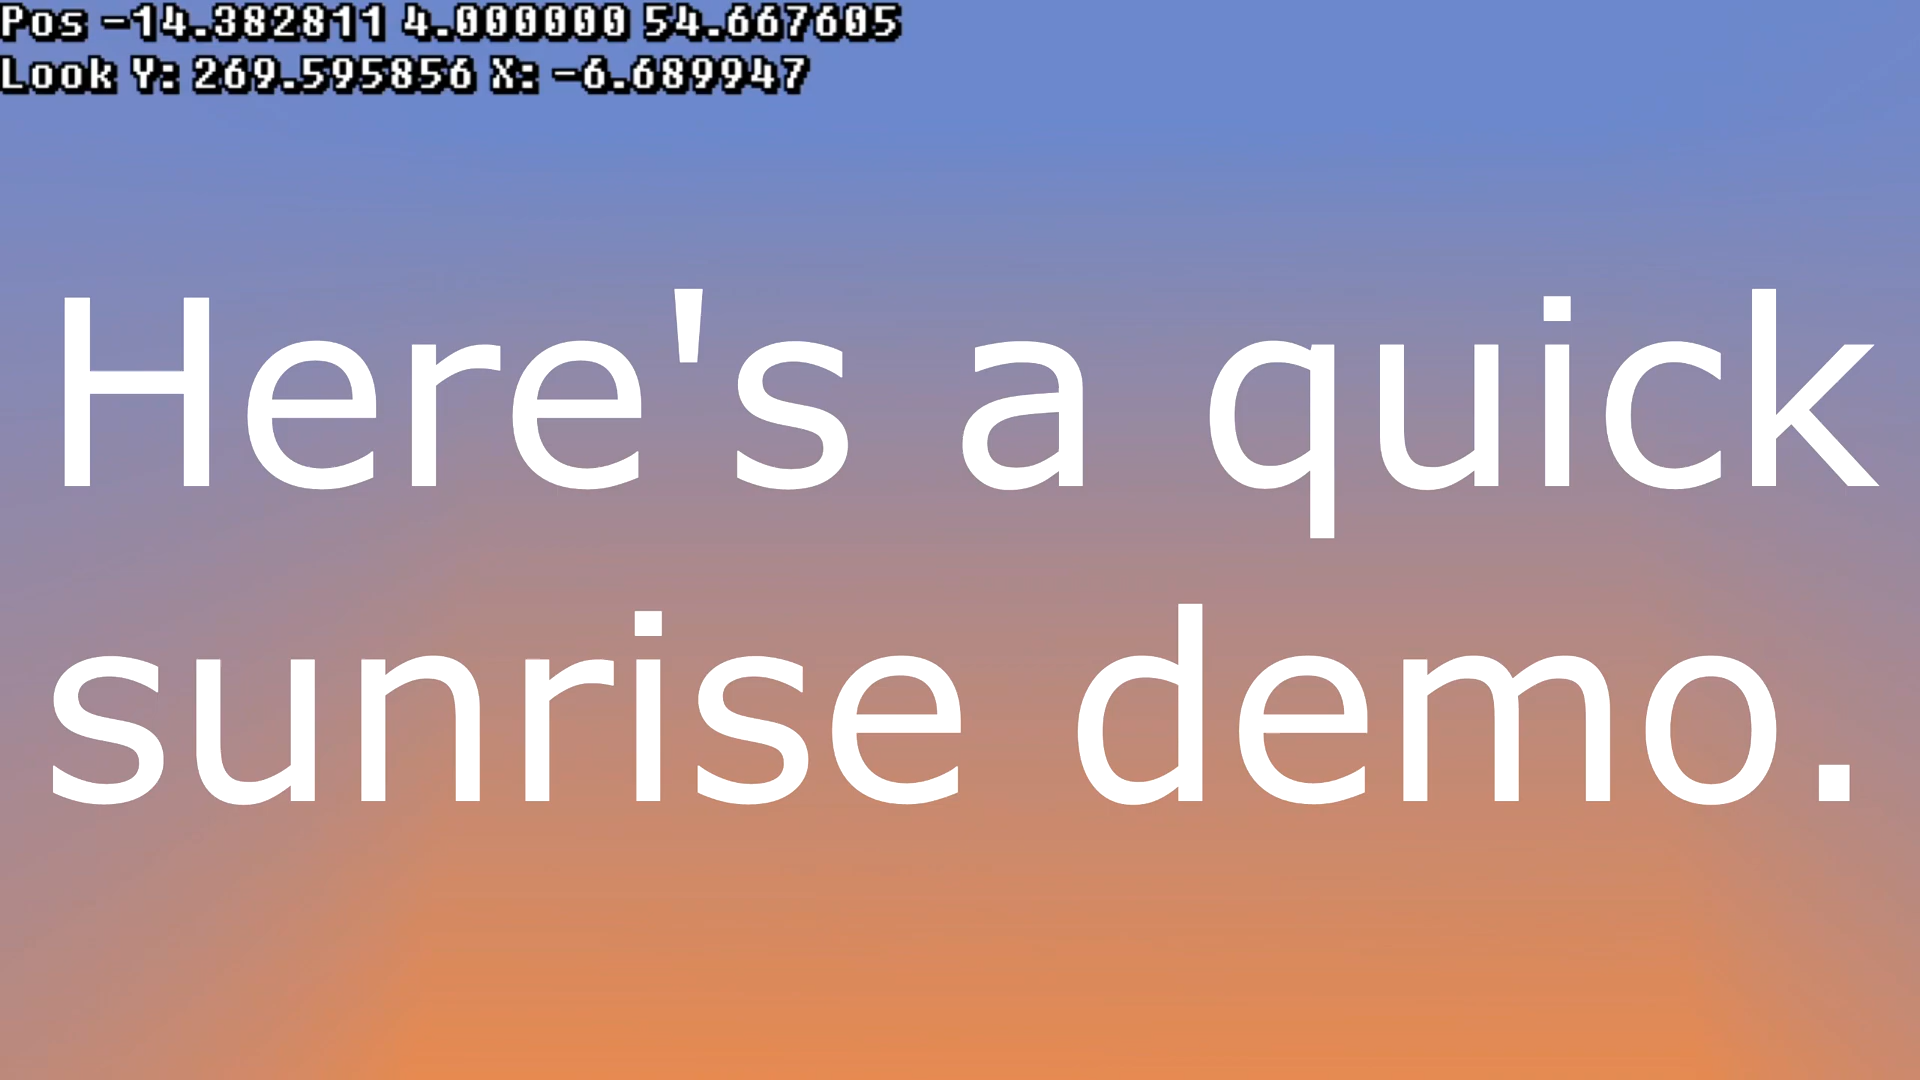 Pos -14.382811 4.000000 54.667605
Look Y: 269.595856 X: -6.689947
Here's a quick
sunrise demo.